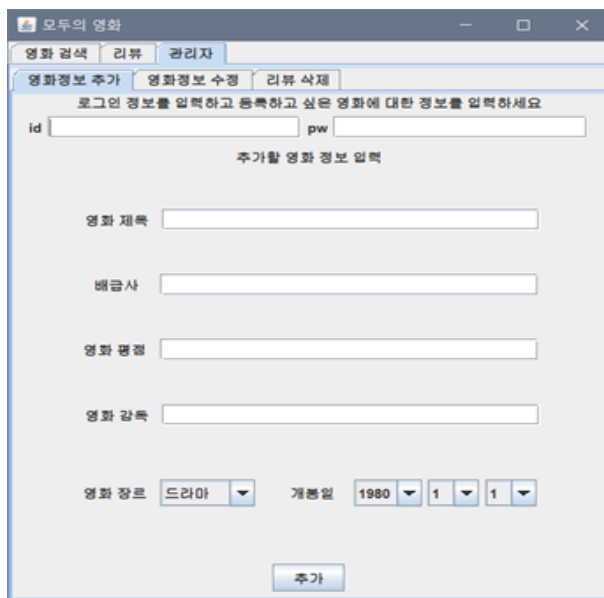 모두의 영화
영화 검색 리뷰 관리자
영화정보 추가 영화정보 수정 리뷰 삭제
로그인 정보를 입력하고 등록하고 싶은 영화에 대한 정보를 입력하세요
id pw
추가할 영화 정보 입력
영화 제목
배급사
영화 평점
영화 감독
영화 장르 드라마 개봉일 1980 1 1
추가